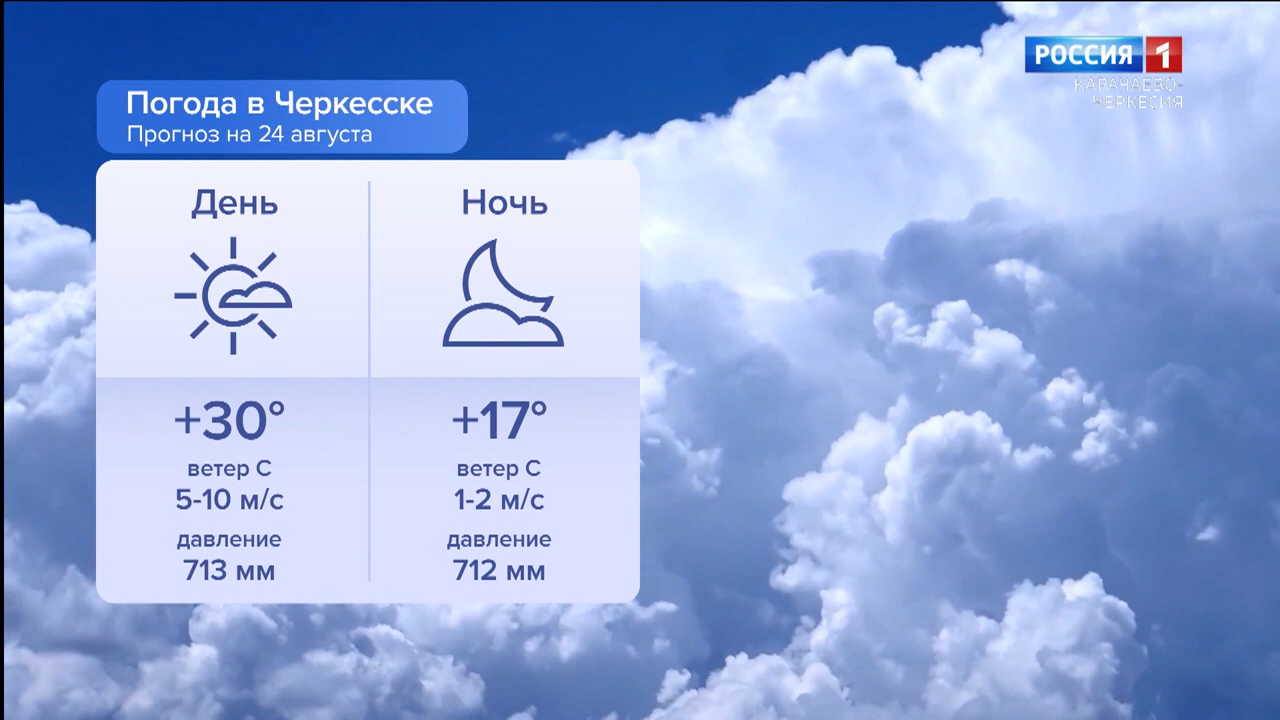 РОССИЯ 1
КАРАЧАЕВО-
ЧЕРКЕСИЯ
Погода в Черкесске
Прогноз на 24 августа
День
Ночь
+30°
+17°
ветер С
ветер С
5-10 м/с
1-2 м/с
давление
давление
713 мм
712 мм